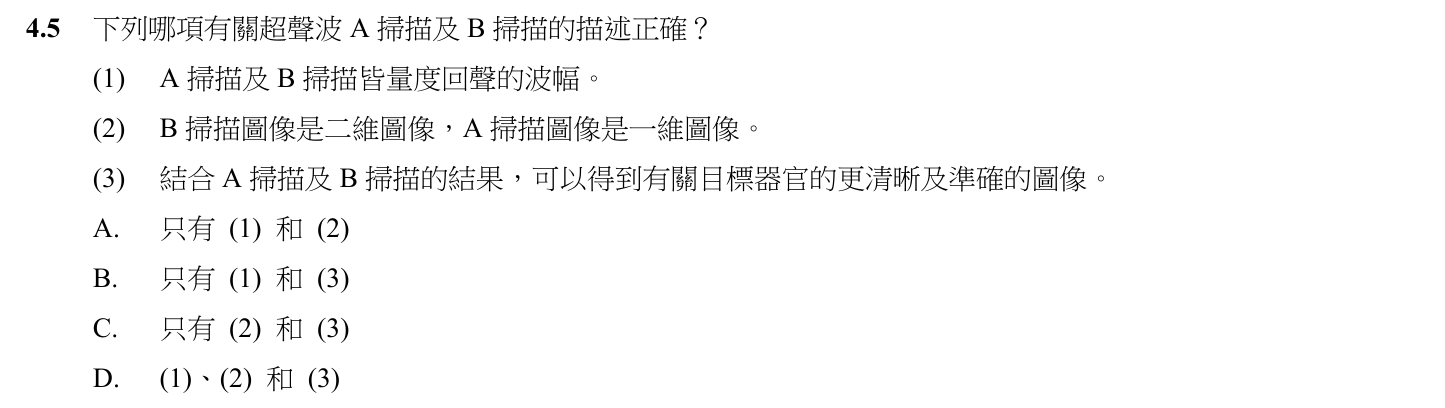 4.5 下列哪項有關超聲波 A 掃描及 B 掃描的描述正確？
(1) A 掃描及 B 掃描皆量度回聲的波幅。
(2) B 掃描圖像是二維圖像，A 掃描圖像是一維圖像。
(3) 結合 A 掃描及 B 掃描的結果，可以得到有關目標器官的更清晰及準確的圖像。
A. 只有 (1) 和 (2)
B. 只有 (1) 和 (3)
C. 只有 (2) 和 (3)
D. (1)、(2) 和 (3)